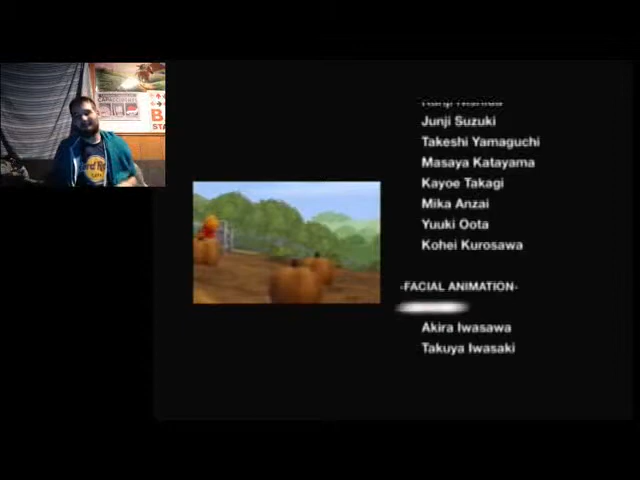 Junji Suzuki
Takeshi Yamaguchi
Masaya Katayama
Kayoe Takagi
Mika Anzai
Yuuki Oota
Kohei Kurosawa
-FACIAL ANIMATION-
Akira Iwasawa
Takuya Iwasaki